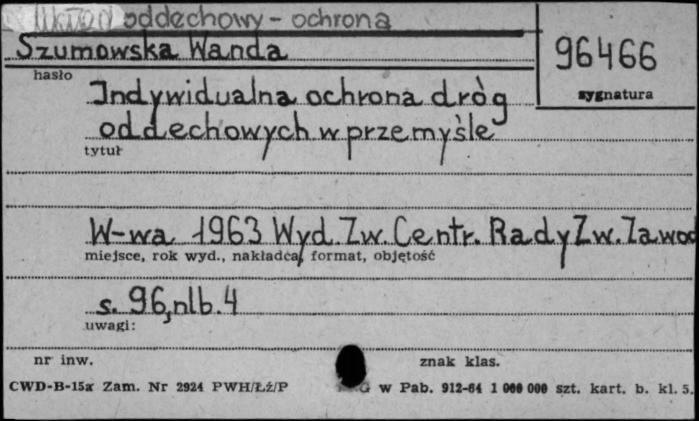 Układ oddechowy - ochrona
Szumowska Wanda
96466
hasło
sygnatura
Indywidualna ochrona dróg
oddechowych w przemyśle
tytuł
W-wa 1963 Wyd. Zw. Centr. Rady Zw. Zawod
miejsce, rok wyd., nakładca, format, objętość
s. 96, nlb. 4
uwagi:
nr inw.
znak klas.
CWD-B-15a Zam. Nr 2924 PWH/Łź/P
w Pab. 912-64 1 000 000 szt. kart. b. kl. 5.